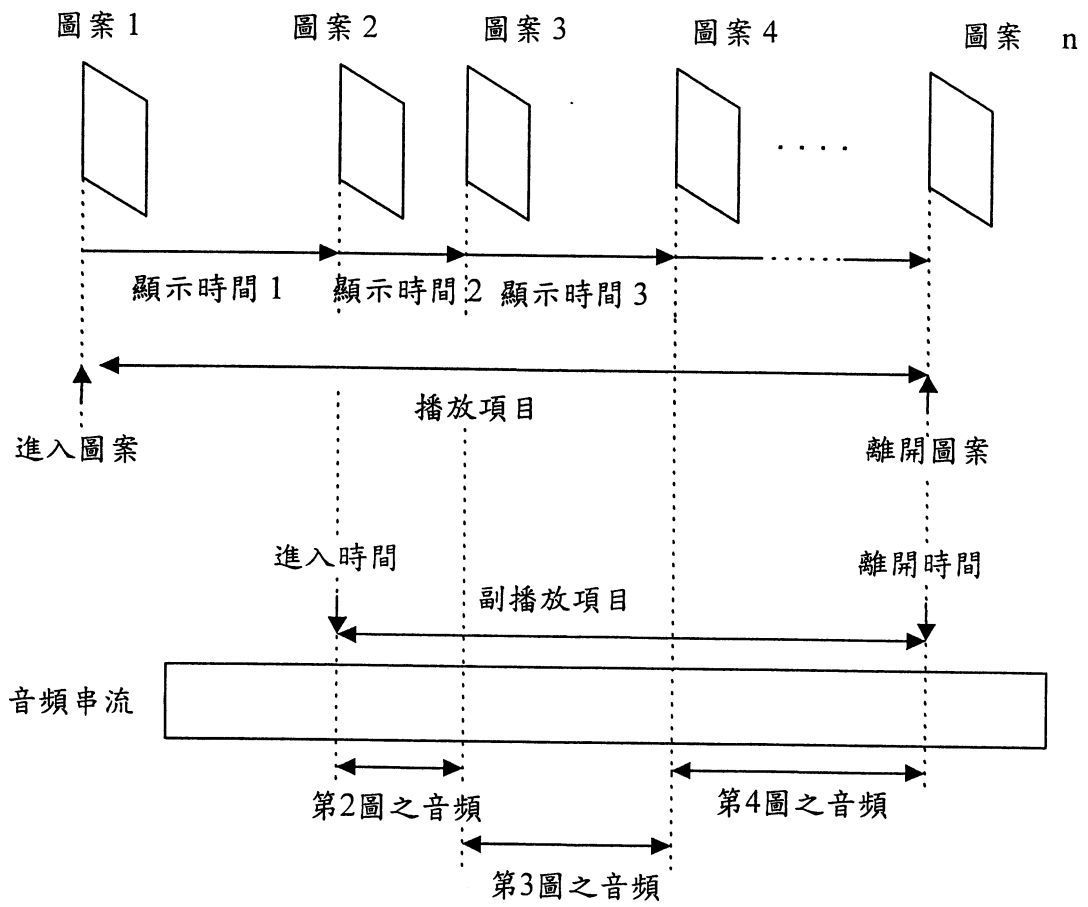 圖案 1
圖案 2
圖案 3
圖案 4
圖案 n
顯示時間 1
顯示時間 2
顯示時間 3
播放項目
進入圖案
離開圖案
進入時間
離開時間
副播放項目
音頻串流
第2圖之音頻
第4圖之音頻
第3圖之音頻